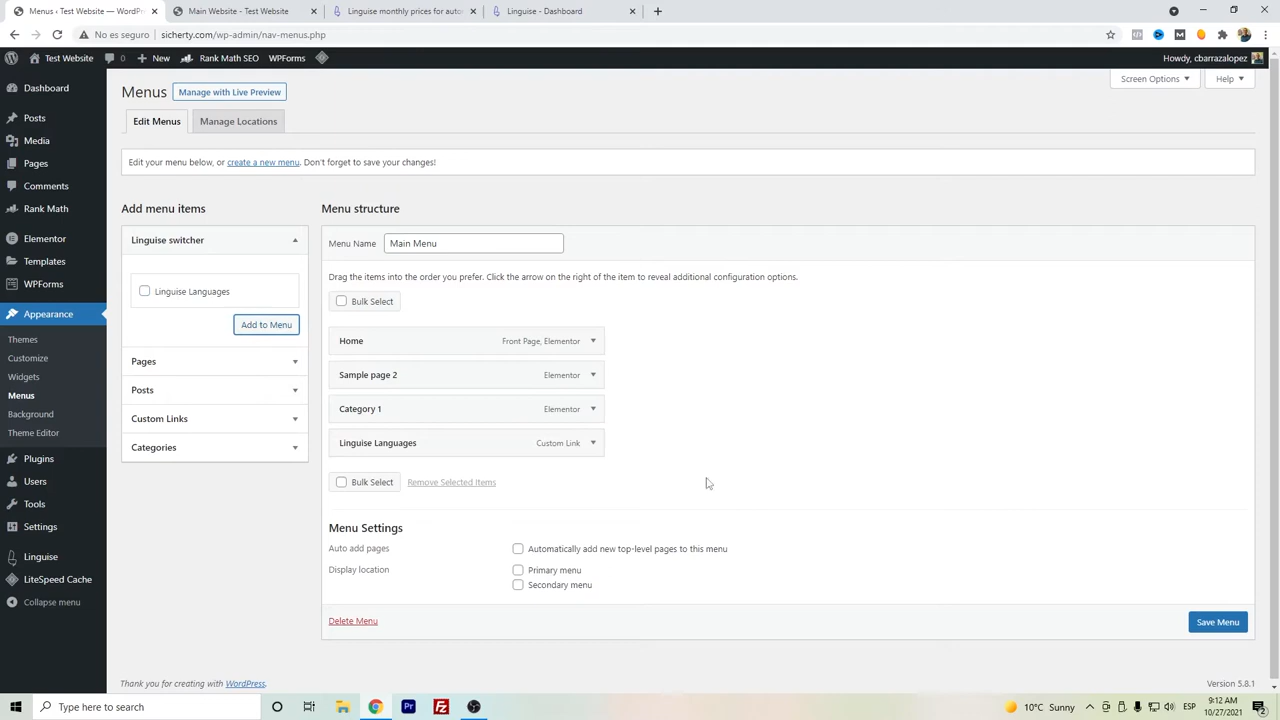 Menus ‹ Test Website — WordPr
Main Website - Test Website
Linguise monthly prices for auto
Linguise - Dashboard
No es seguro
sicherty.com/wp-admin/nav-menus.php
Test Website
0
New
Rank Math SEO
WPForms
Howdy, cbarrazalopez
Dashboard
Posts
Media
Pages
Comments
Rank Math
Elementor
Templates
WPForms
Appearance
Themes
Customize
Widgets
Menus
Background
Theme Editor
Plugins
Users
Tools
Settings
Linguise
LiteSpeed Cache
Collapse menu
Menus
Manage with Live Preview
Screen Options
Help
Edit Menus
Manage Locations
Edit your menu below, or create a new menu. Don't forget to save your changes!
Add menu items
Linguise switcher
Linguise Languages
Add to Menu
Pages
Posts
Custom Links
Categories
Menu structure
Menu Name
Main Menu
Drag the items into the order you prefer. Click the arrow on the right of the item to reveal additional configuration options.
Bulk Select
Home
Front Page, Elementor
Sample page 2
Elementor
Category 1
Elementor
Linguise Languages
Custom Link
Bulk Select
Remove Selected Items
Menu Settings
Auto add pages
Automatically add new top-level pages to this menu
Display location
Primary menu
Secondary menu
Delete Menu
Save Menu
Thank you for creating with WordPress.
Version 5.8.1
Type here to search
Pr
Fz
10°C Sunny
ESP
9:12 AM
10/27/2021
2